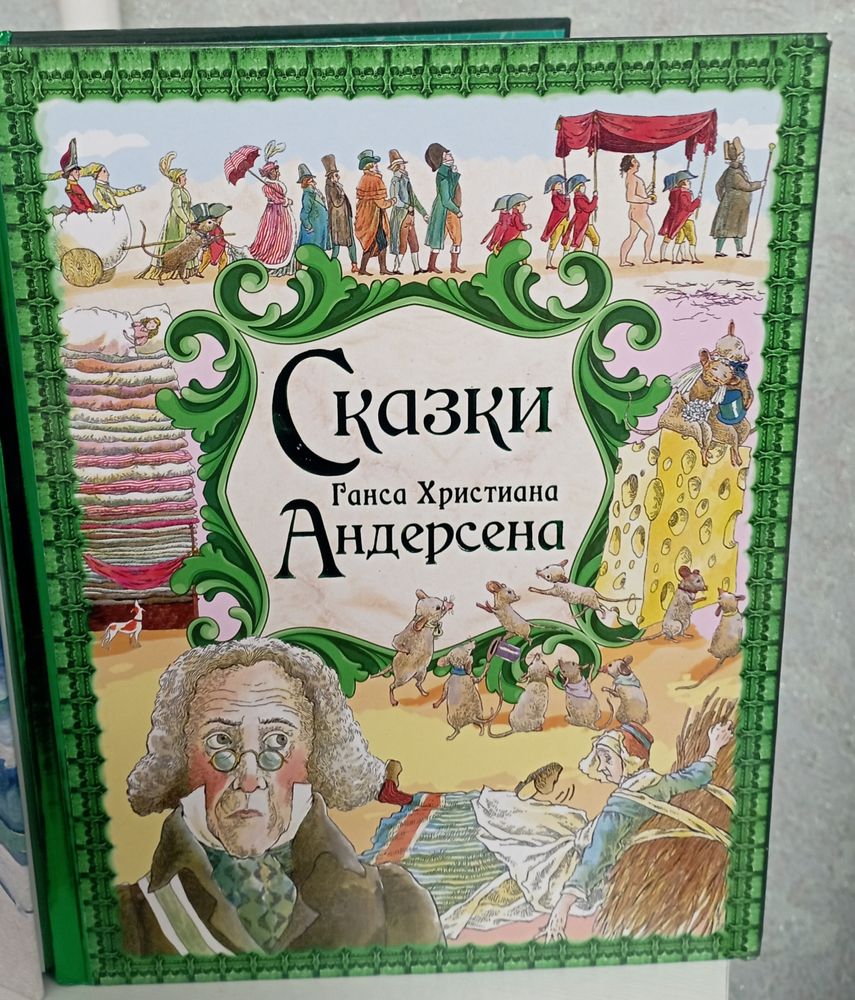 Сказки
Ганса Христиана
Андерсена